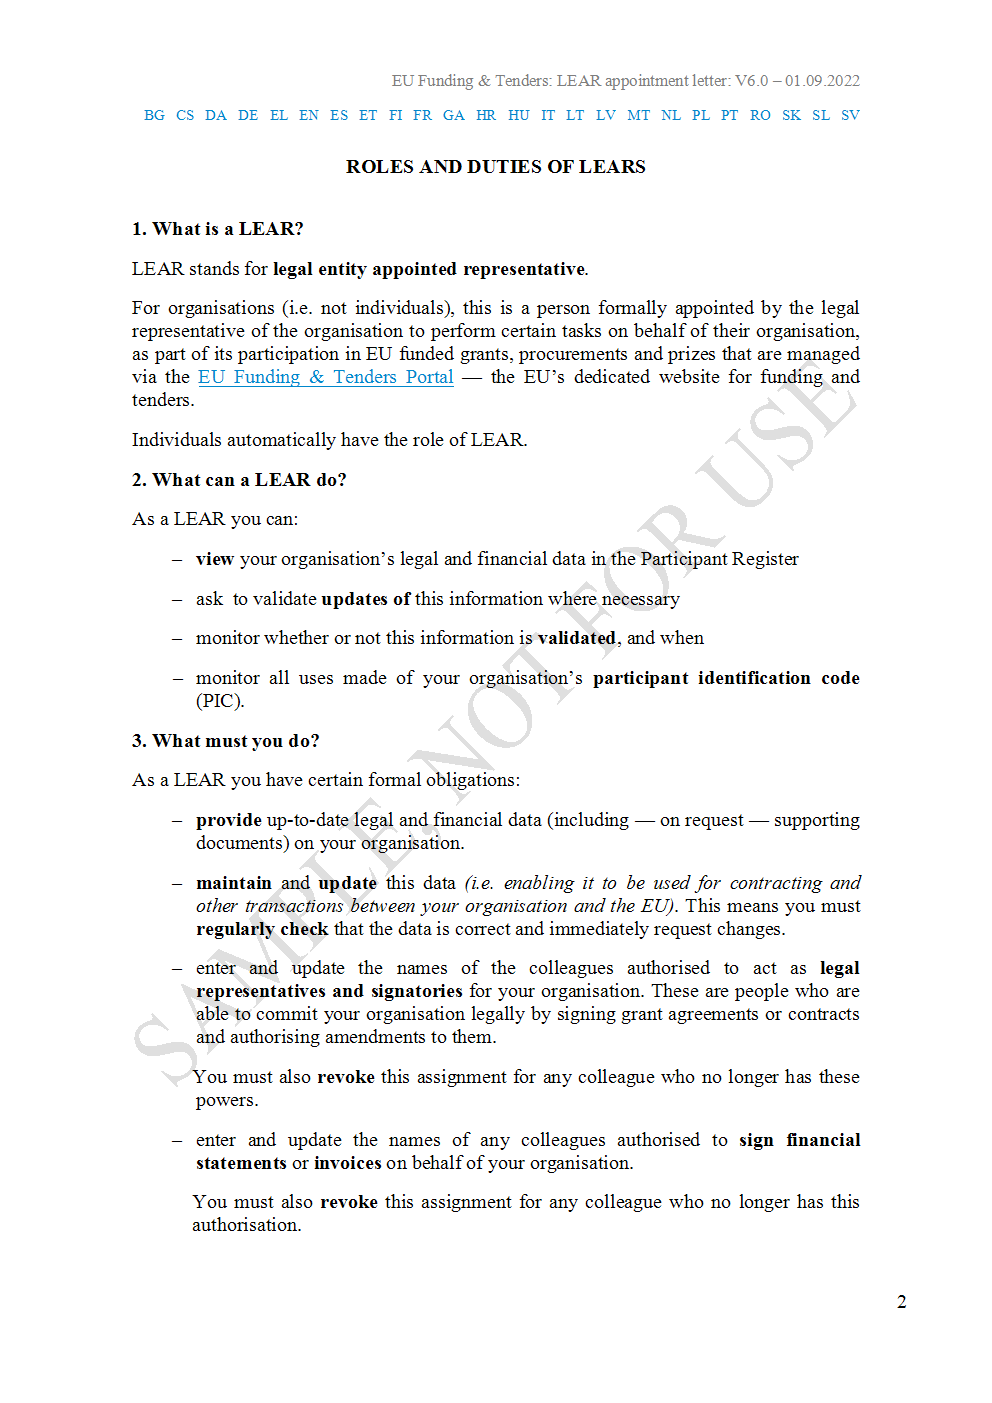 EU Funding & Tenders: LEAR appointment letter: V6.0 – 01.09.2022
BG CS DA DE EL EN ES ET FI FR GA HR HU IT LT LV MT NL PL PT RO SK SL SV
ROLES AND DUTIES OF LEARS
1. What is a LEAR?
LEAR stands for legal entity appointed representative.
For organisations (i.e. not individuals), this is a person formally appointed by the legal
representative of the organisation to perform certain tasks on behalf of their organisation,
as part of its participation in EU funded grants, procurements and prizes that are managed
via the EU Funding & Tenders Portal — the EU’s dedicated website for funding and
tenders.
Individuals automatically have the role of LEAR.
2. What can a LEAR do?
As a LEAR you can:
– view your organisation’s legal and financial data in the Participant Register
– ask to validate updates of this information where necessary
– monitor whether or not this information is validated, and when
– monitor all uses made of your organisation’s participant identification code
(PIC).
3. What must you do?
As a LEAR you have certain formal obligations:
– provide up-to-date legal and financial data (including — on request — supporting
documents) on your organisation.
– maintain and update this data (i.e. enabling it to be used for contracting and
other transactions between your organisation and the EU). This means you must
regularly check that the data is correct and immediately request changes.
– enter and update the names of the colleagues authorised to act as legal
representatives and signatories for your organisation. These are people who are
able to commit your organisation legally by signing grant agreements or contracts
and authorising amendments to them.
You must also revoke this assignment for any colleague who no longer has these
powers.
– enter and update the names of any colleagues authorised to sign financial
statements or invoices on behalf of your organisation.
You must also revoke this assignment for any colleague who no longer has this
authorisation.
2
SAMPLE, NOT FOR USE